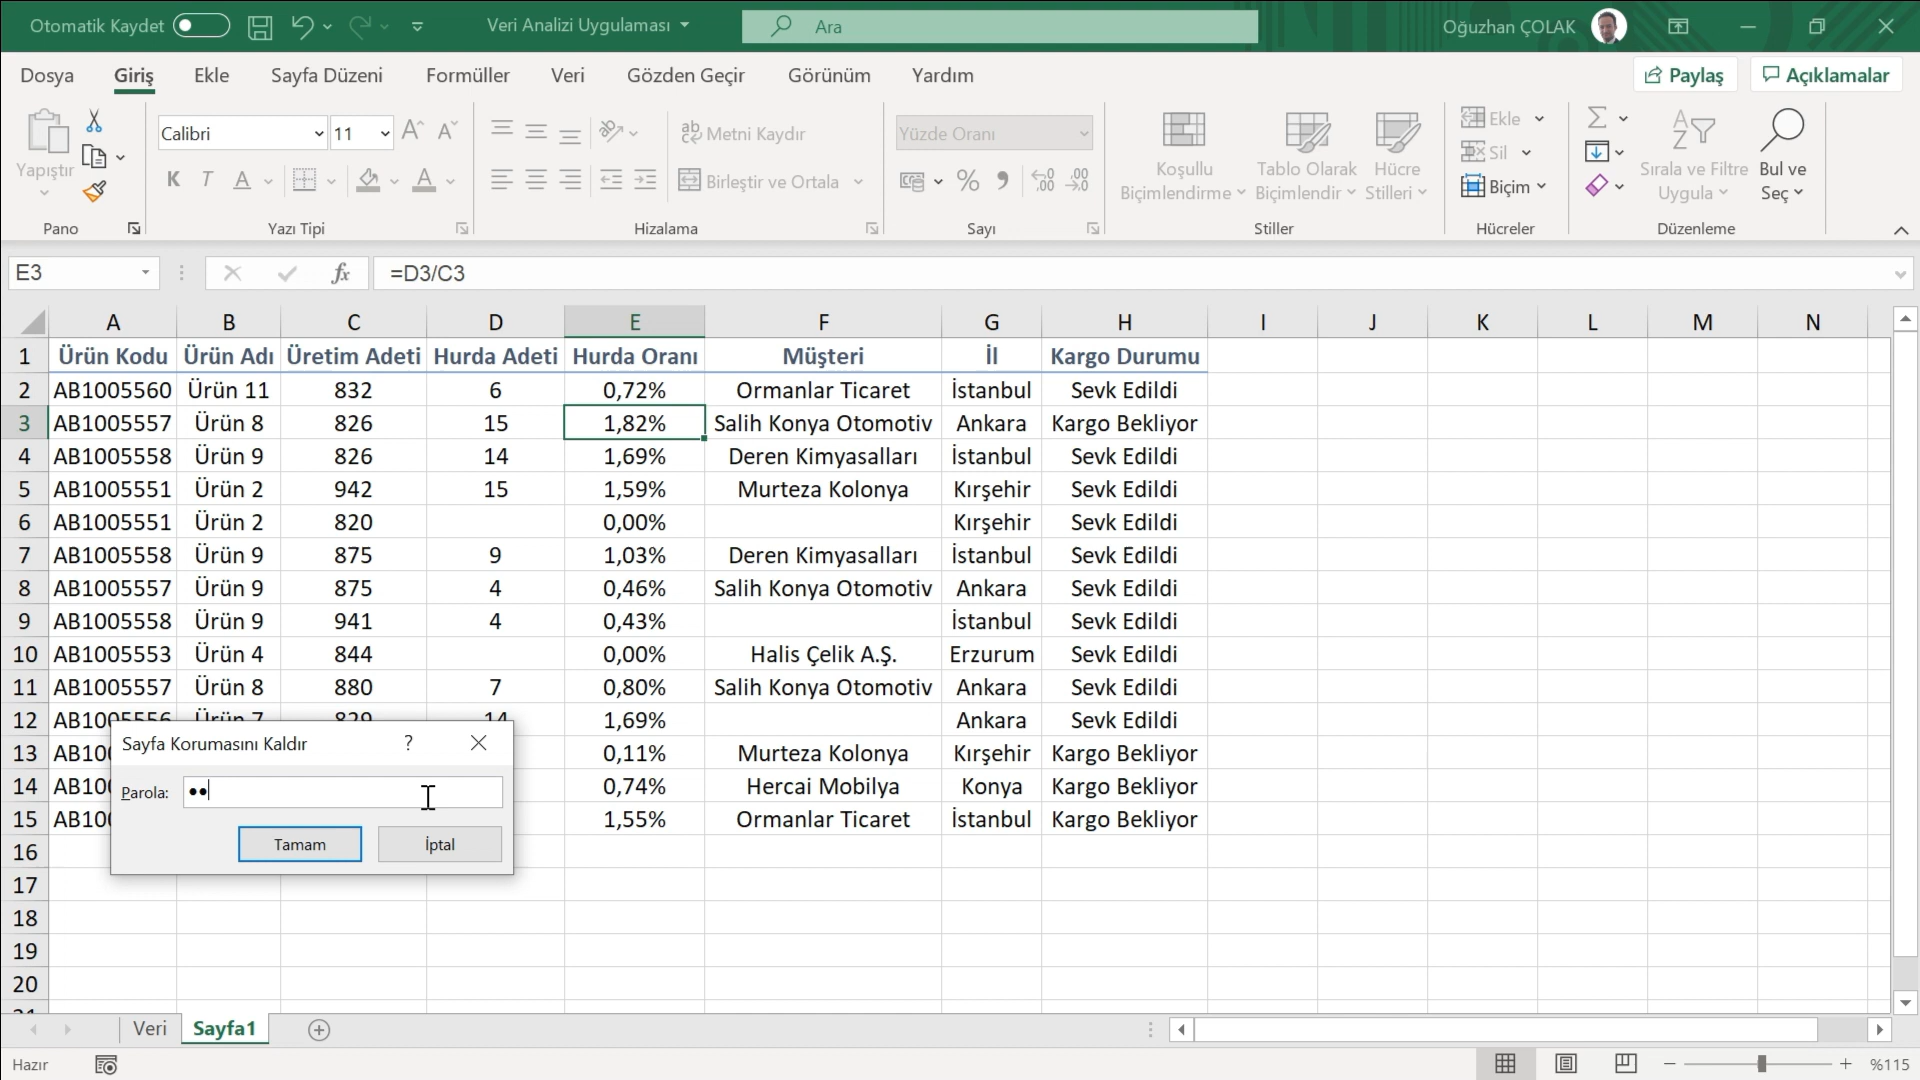 Otomatik Kaydet
Veri Analizi Uygulaması
Ara
Oğuzhan ÇOLAK
Dosya Giriş Ekle Sayfa Düzeni Formüller Veri Gözden Geçir Görünüm Yardım
Paylaş Açıklamalar
Yapıştır
Pano
Calibri 11
K T A A
Yazı Tipi
Metni Kaydır
Birleştir ve Ortala
Hizalama
Yüzde Oranı
Sayı
Koşullu Biçimlendirme
Tablo Olarak Biçimlendir
Hücre Stilleri
Stiller
Ekle
Sil
Biçim
Hücreler
Sırala ve Filtre Uygula
Bul ve Seç
Düzenleme
E3 fx =D3/C3
A B C D E F G H I J K L M N
1 Ürün Kodu Ürün Adı Üretim Adeti Hurda Adeti Hurda Oranı Müşteri İl Kargo Durumu
2 AB1005560 Ürün 11 832 6 0,72% Ormanlar Ticaret İstanbul Sevk Edildi
3 AB1005557 Ürün 8 826 15 1,82% Salih Konya Otomotiv Ankara Kargo Bekliyor
4 AB1005558 Ürün 9 826 14 1,69% Deren Kimyasalları İstanbul Sevk Edildi
5 AB1005551 Ürün 2 942 15 1,59% Murteza Kolonya Kırşehir Sevk Edildi
6 AB1005551 Ürün 2 820 0,00% Kırşehir Sevk Edildi
7 AB1005558 Ürün 9 875 9 1,03% Deren Kimyasalları İstanbul Sevk Edildi
8 AB1005557 Ürün 9 875 4 0,46% Salih Konya Otomotiv Ankara Sevk Edildi
9 AB1005558 Ürün 9 941 4 0,43% İstanbul Sevk Edildi
10 AB1005553 Ürün 4 844 0,00% Halis Çelik A.Ş. Erzurum Sevk Edildi
11 AB1005557 Ürün 8 880 7 0,80% Salih Konya Otomotiv Ankara Sevk Edildi
12 AB1005556 Ürün 7 829 14 1,69% Ankara Sevk Edildi
13 AB10 0,11% Murteza Kolonya Kırşehir Kargo Bekliyor
14 AB10 0,74% Hercai Mobilya Konya Kargo Bekliyor
15 AB10 1,55% Ormanlar Ticaret İstanbul Kargo Bekliyor
16
17
18
19
20
Sayfa Korumasını Kaldır ?
Parola: ••
Tamam İptal
Veri Sayfa1
Hazır
%115